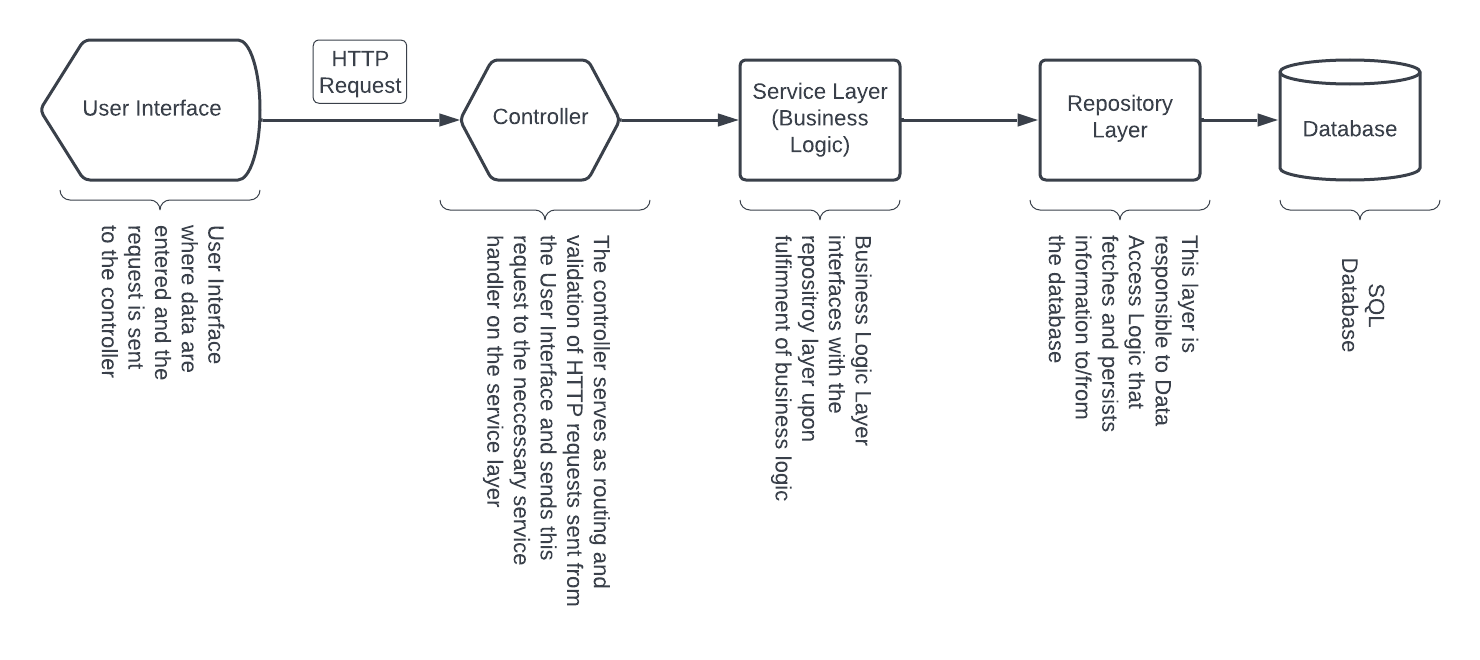 User Interface
HTTP
Request
Controller
Service Layer
(Business
Logic)
Repository
Layer
Database
User Interface
where data are
entered and the
request is sent
to the controller
The controller serves as routing and
validation of HTTP requests sent from
the User Interface and sends this
request to the neccessary service
handler on the service layer
Business Logic Layer
interfaces with the
repositroy layer upon
fulfimnent of business logic
This layer is
responsible to Data
Access Logic that
fetches and persists
information to/from
the database
SQL
Database